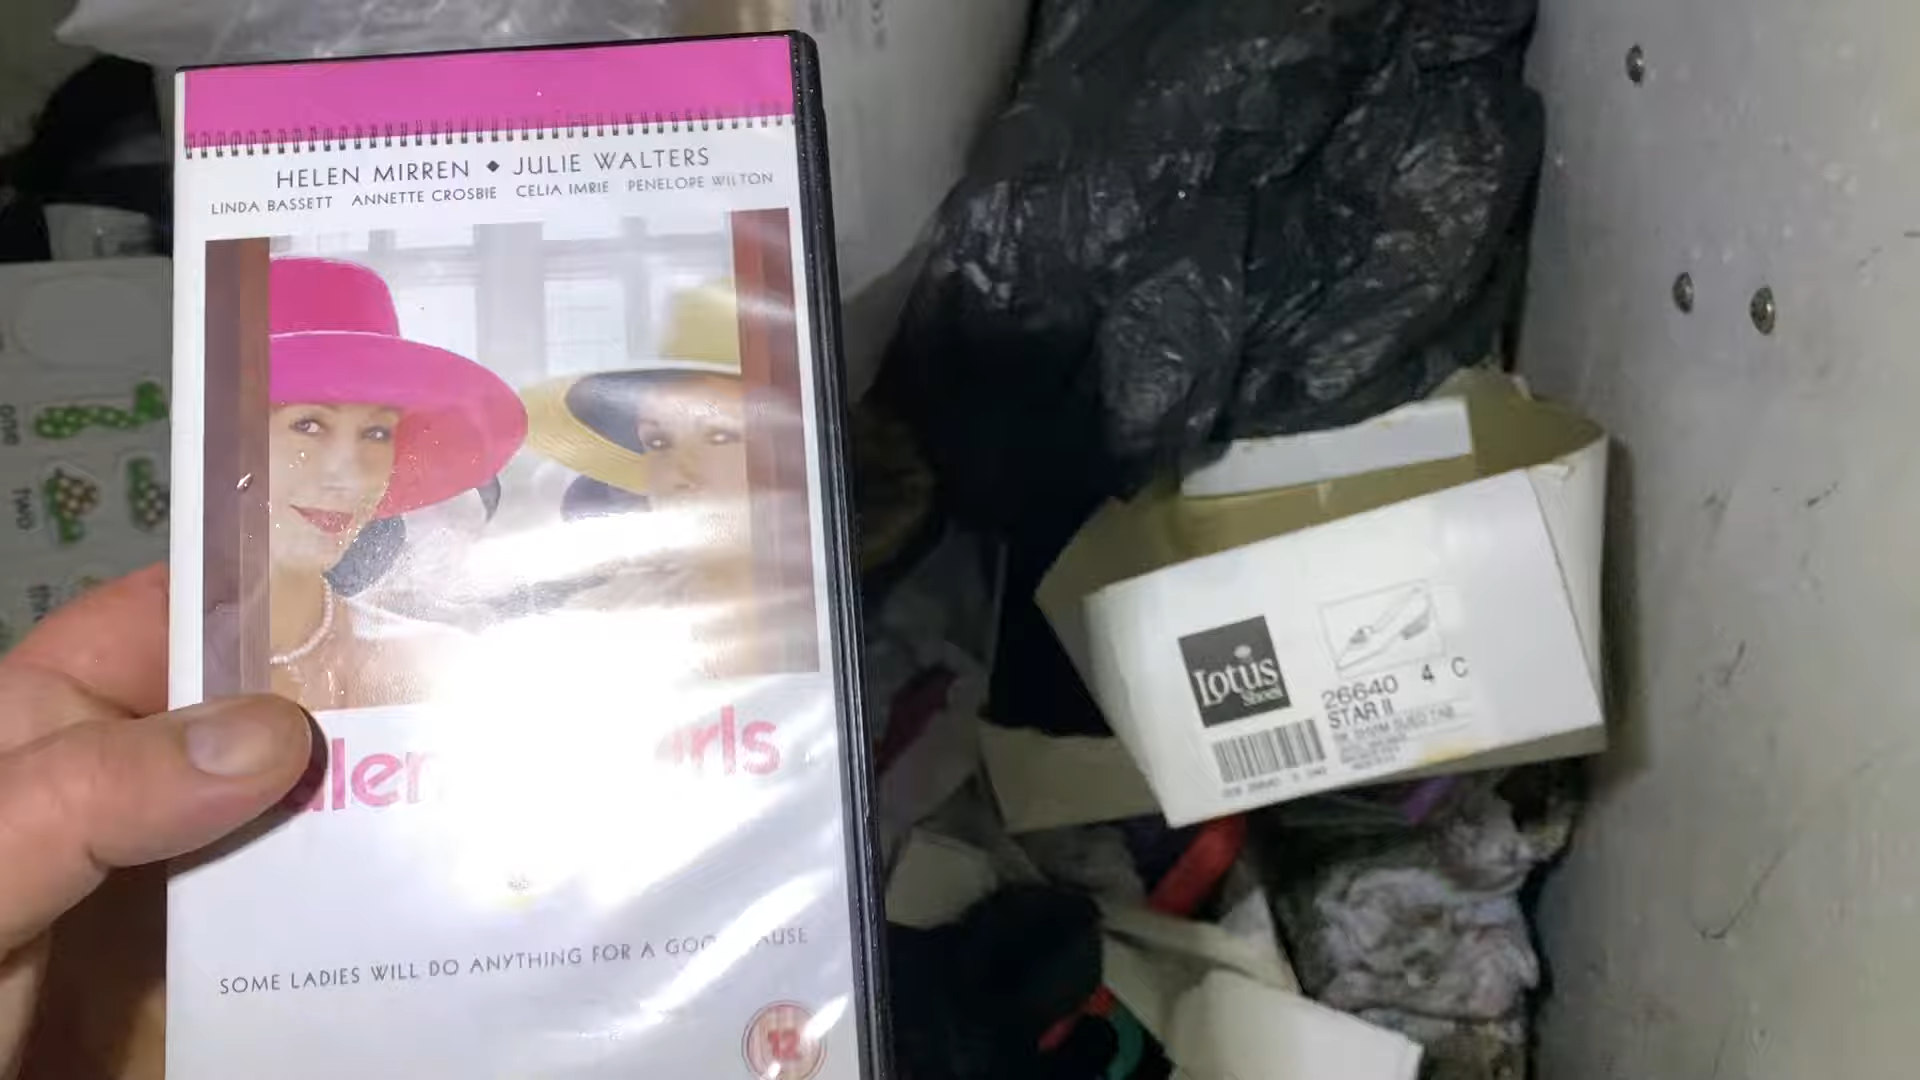 HELEN MIRREN ◆ JULIE WALTERS
LINDA BASSETT ANNETTE CROSBIE CELIA IMRIE PENELOPE WILTON
SOME LADIES WILL DO ANYTHING FOR A
12
Lotus
Shoes
26640 4 C
STAR II
TWO